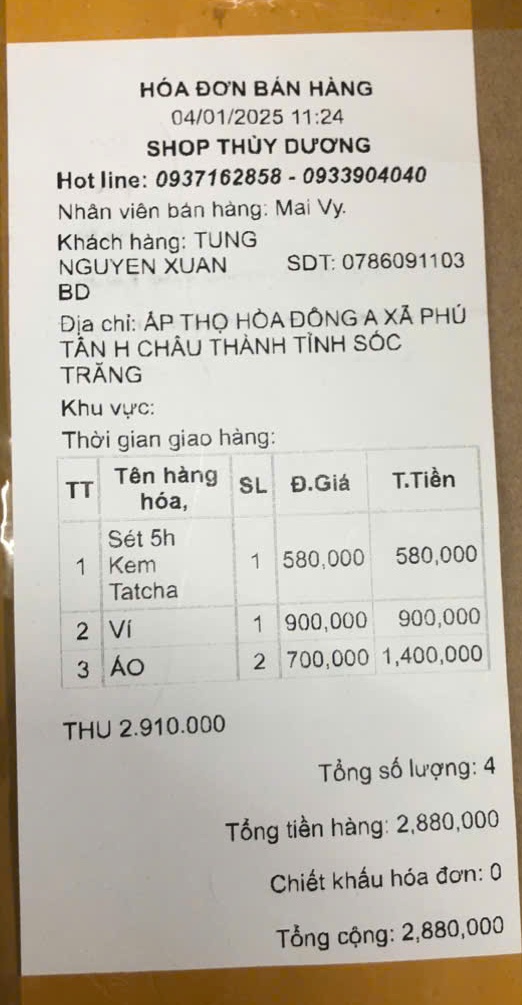 HÓA ĐƠN BÁN HÀNG
04/01/2025 11:24
SHOP THÙY DƯƠNG
Hot line: 0937162858 - 0933904040
Nhân viên bán hàng: Mai Vy.
Khách hàng: TUNG
NGUYEN XUAN SDT: 0786091103
BD
Địa chỉ: ẤP THỌ HÒA ĐÔNG A XÃ PHÚ
TÂN H CHÂU THÀNH TỈNH SÓC
TRĂNG
Khu vực:
Thời gian giao hàng:
TT Tên hàng hóa, SL Đ.Giá T.Tiền
1 Sét 5h Kem Tatcha 1 580,000 580,000
2 Ví 1 900,000 900,000
3 ÁO 2 700,000 1,400,000
THU 2.910.000
Tổng số lượng: 4
Tổng tiền hàng: 2,880,000
Chiết khấu hóa đơn: 0
Tổng cộng: 2,880,000